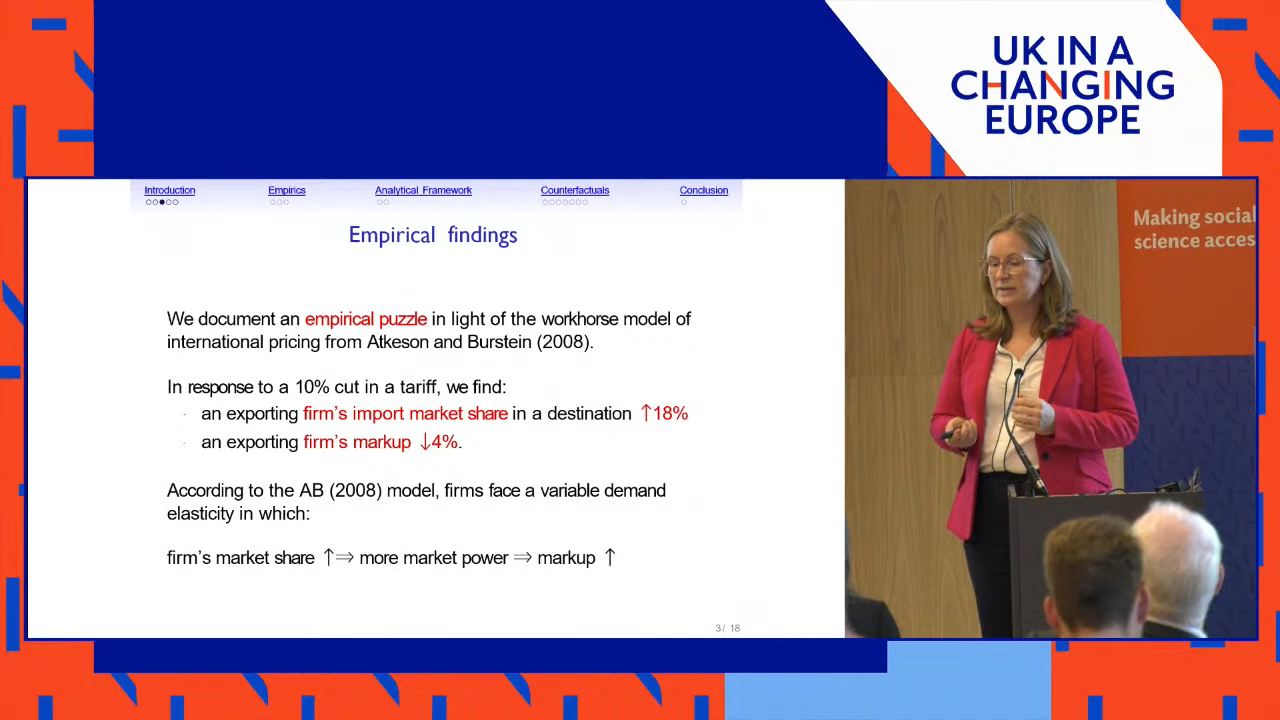 UK IN A
CHANGING
EUROPE
Introduction Empirics Analytical Framework Counterfactuals Conclusion
Empirical findings
We document an empirical puzzle in light of the workhorse model of
international pricing from Atkeson and Burstein (2008).
In response to a 10% cut in a tariff, we find:
an exporting firm's import market share in a destination ↑18%
an exporting firm's markup ↓4%.
According to the AB (2008) model, firms face a variable demand
elasticity in which:
firm's market share ↑⇒ more market power ⇒ markup ↑
3 / 18
Making social
science acces